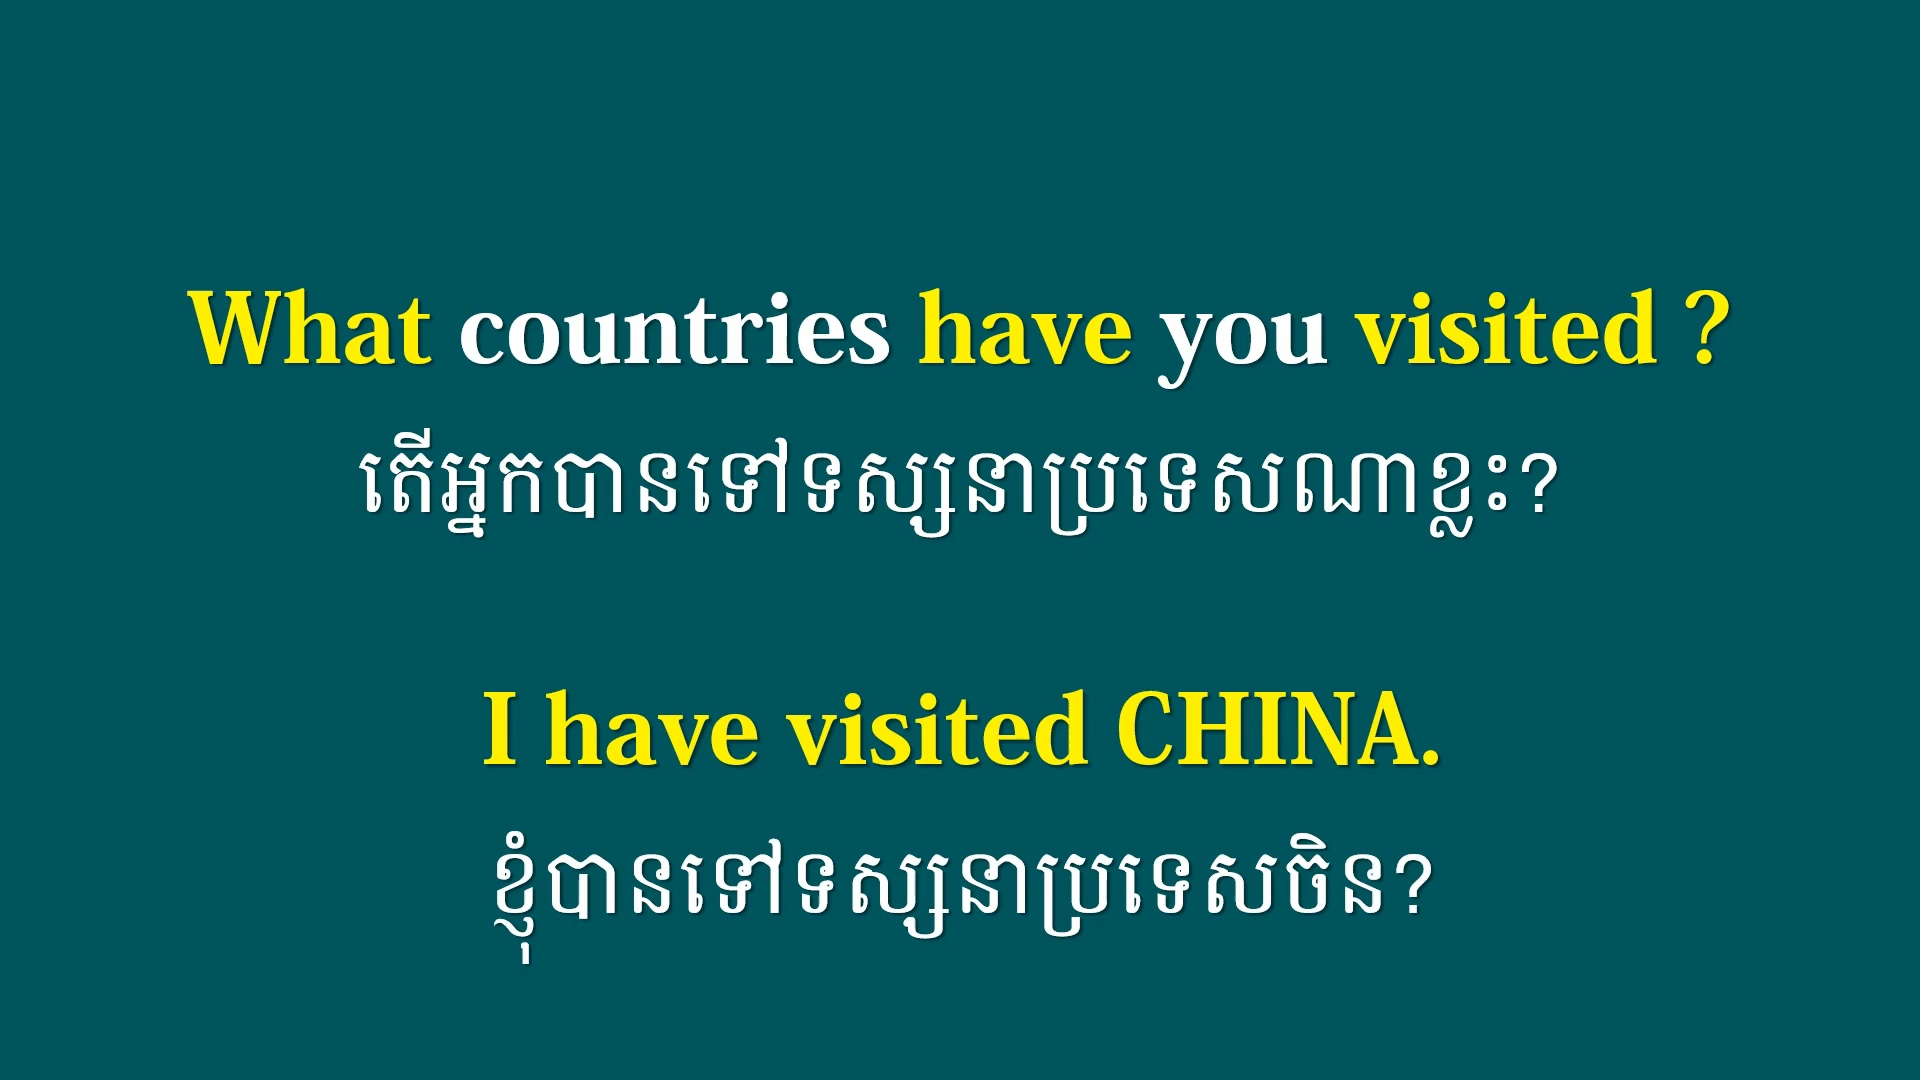 What countries have you visited ?
តើអ្នកបានទៅទស្សនាប្រទេសណាខ្លះ?
I have visited CHINA.
ខ្ញុំបានទៅទស្សនាប្រទេសចិន?